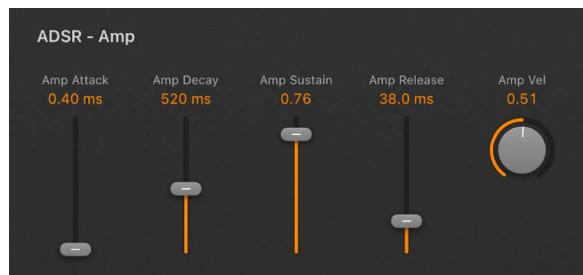 ADSR - Amp
Amp Attack Amp Decay Amp Sustain Amp Release Amp Vel
0.40 ms 520 ms 0.76 38.0 ms 0.51